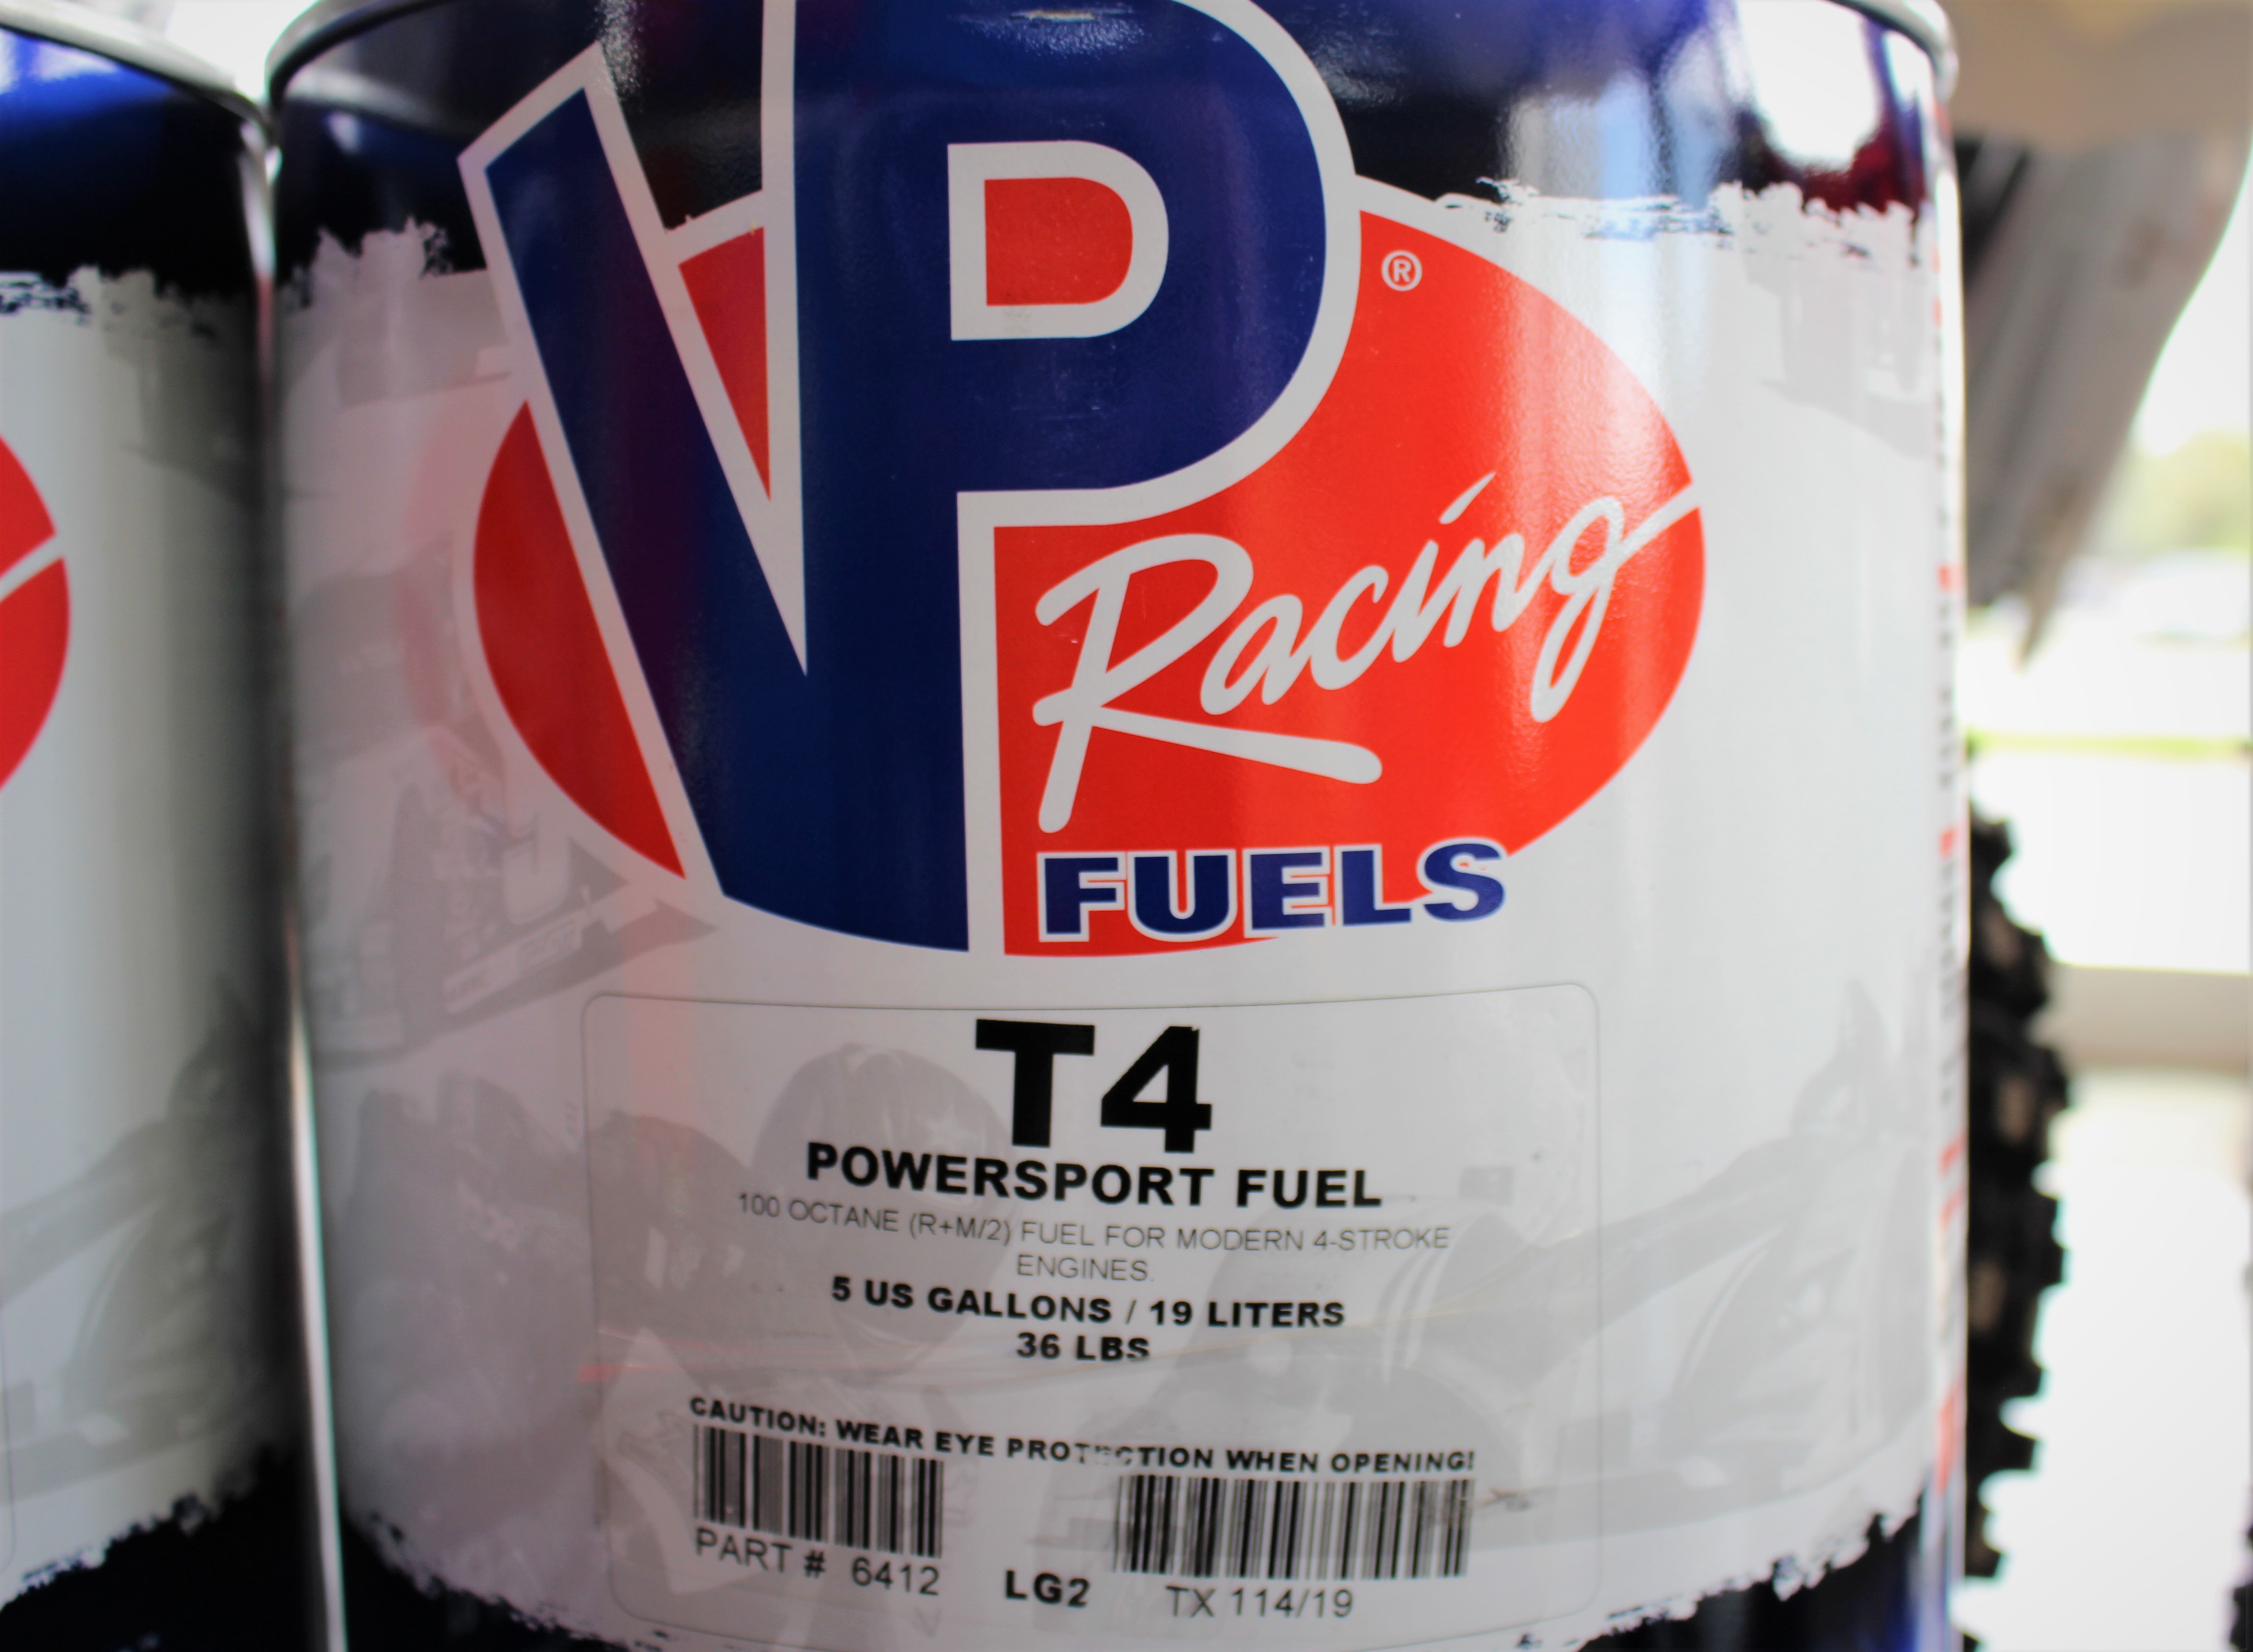 VP
®
Racing
FUELS
T4
POWERSPORT FUEL
100 OCTANE (R+M/2) FUEL FOR MODERN 4-STROKE
ENGINES.
5 US GALLONS / 19 LITERS
36 LBS
CAUTION: WEAR EYE PROTECTION WHEN OPENING!
PART # 6412
LG2
TX 114/19